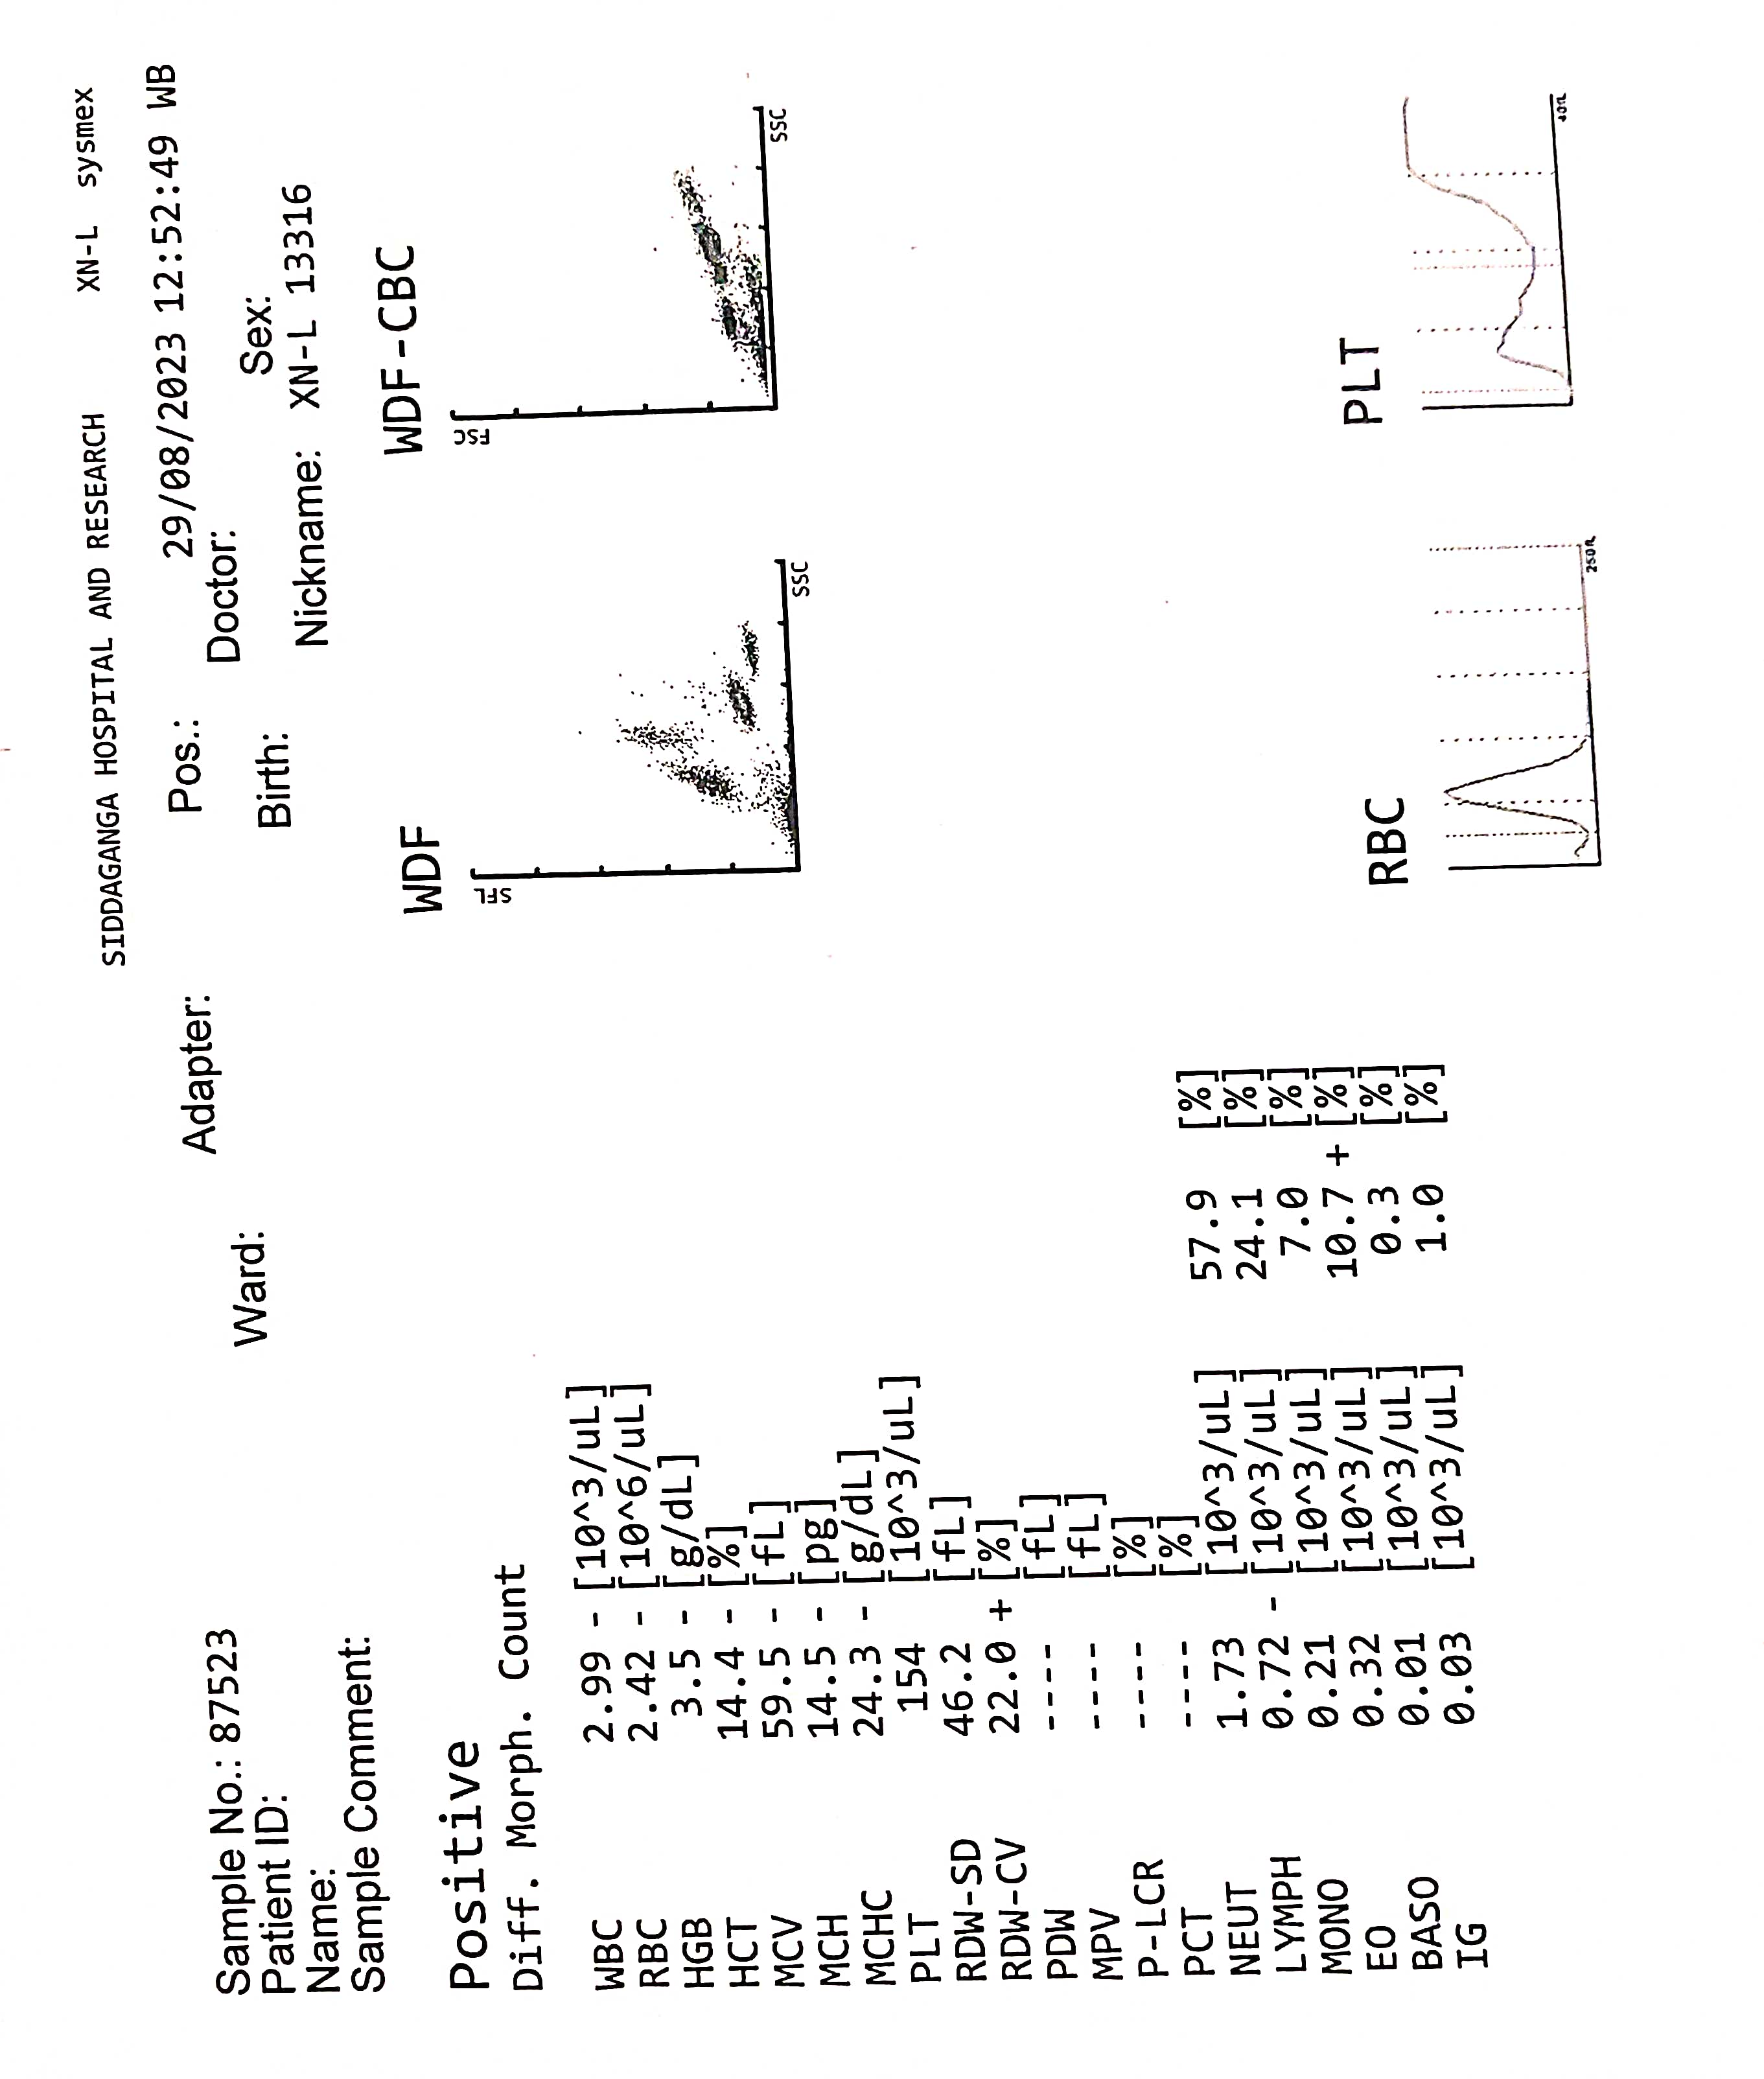 SIDDAGANGA HOSPITAL AND RESEARCH XN-L sysmex
Sample No.: 87523 Adapter: Pos.: 29/08/2023 12:52:49 WB
Patient ID: Ward: Doctor:
Name: Birth: Sex:
Sample Comment: Nickname: XN-L 13316
Positive
Diff. Morph. Count
WDF WDF-CBC
SFL SSC FSC SSC
WBC 2.99 - [10^3/uL]
RBC 2.42 - [10^6/uL]
HGB 3.5 - [g/dL]
HCT 14.4 - [%]
MCV 59.5 - [fL]
MCH 14.5 - [pg]
MCHC 24.3 - [g/dL]
PLT 154 [10^3/uL]
RDW-SD 46.2 [fL]
RDW-CV 22.0 + [%]
PDW ---- [fL]
MPV ---- [fL]
P-LCR ---- [%]
PCT ---- [%]
NEUT 1.73 [10^3/uL] 57.9 [%]
LYMPH 0.72 - [10^3/uL] 24.1 [%]
MONO 0.21 [10^3/uL] 7.0 [%]
EO 0.32 [10^3/uL] 10.7 + [%]
BASO 0.01 [10^3/uL] 0.3 [%]
IG 0.03 [10^3/uL] 1.0 [%]
RBC PLT
250fL 40fL